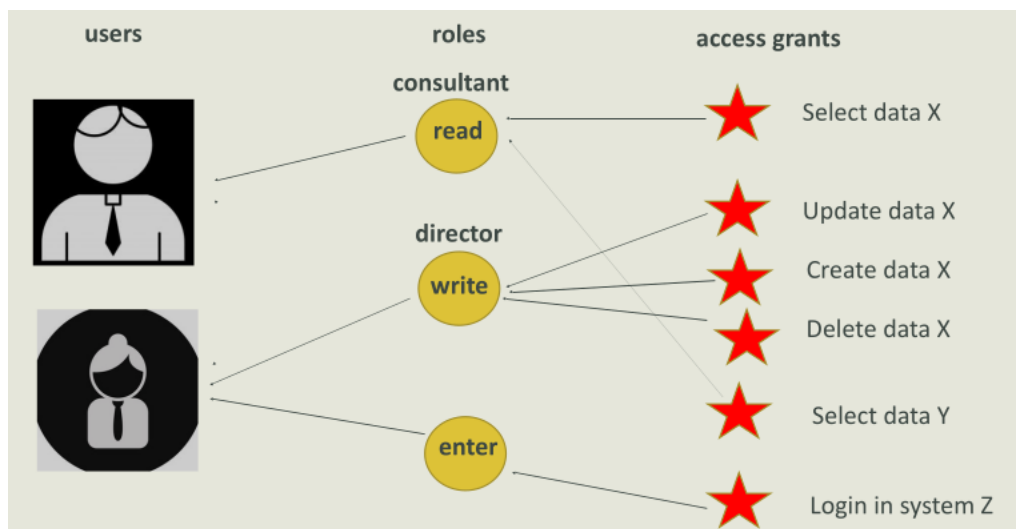 users
roles
access grants
consultant
read
Select data X
Update data X
director
write
Create data X
Delete data X
Select data Y
enter
Login in system Z